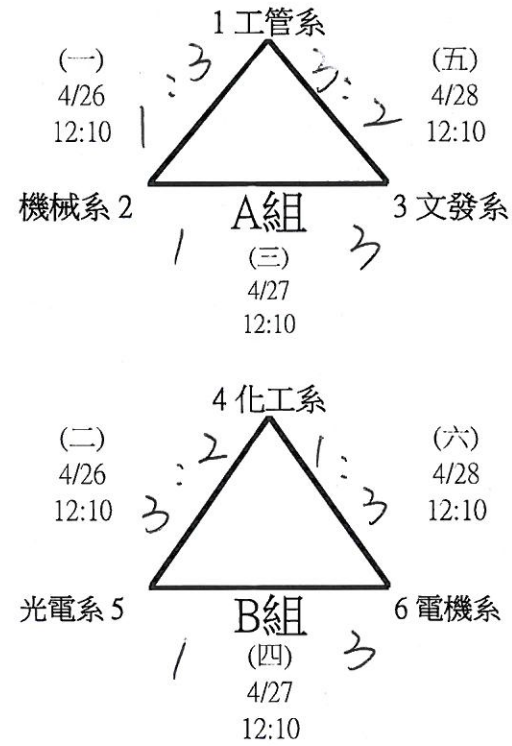 1 工管系
(一)
4/26
12:10
1:3
3:2
(五)
4/28
12:10
機械系 2
A組
3 文發系
1
3
(三)
4/27
12:10
4 化工系
(二)
4/26
12:10
3:2
1:3
(六)
4/28
12:10
光電系 5
B組
6 電機系
1
3
(四)
4/27
12:10